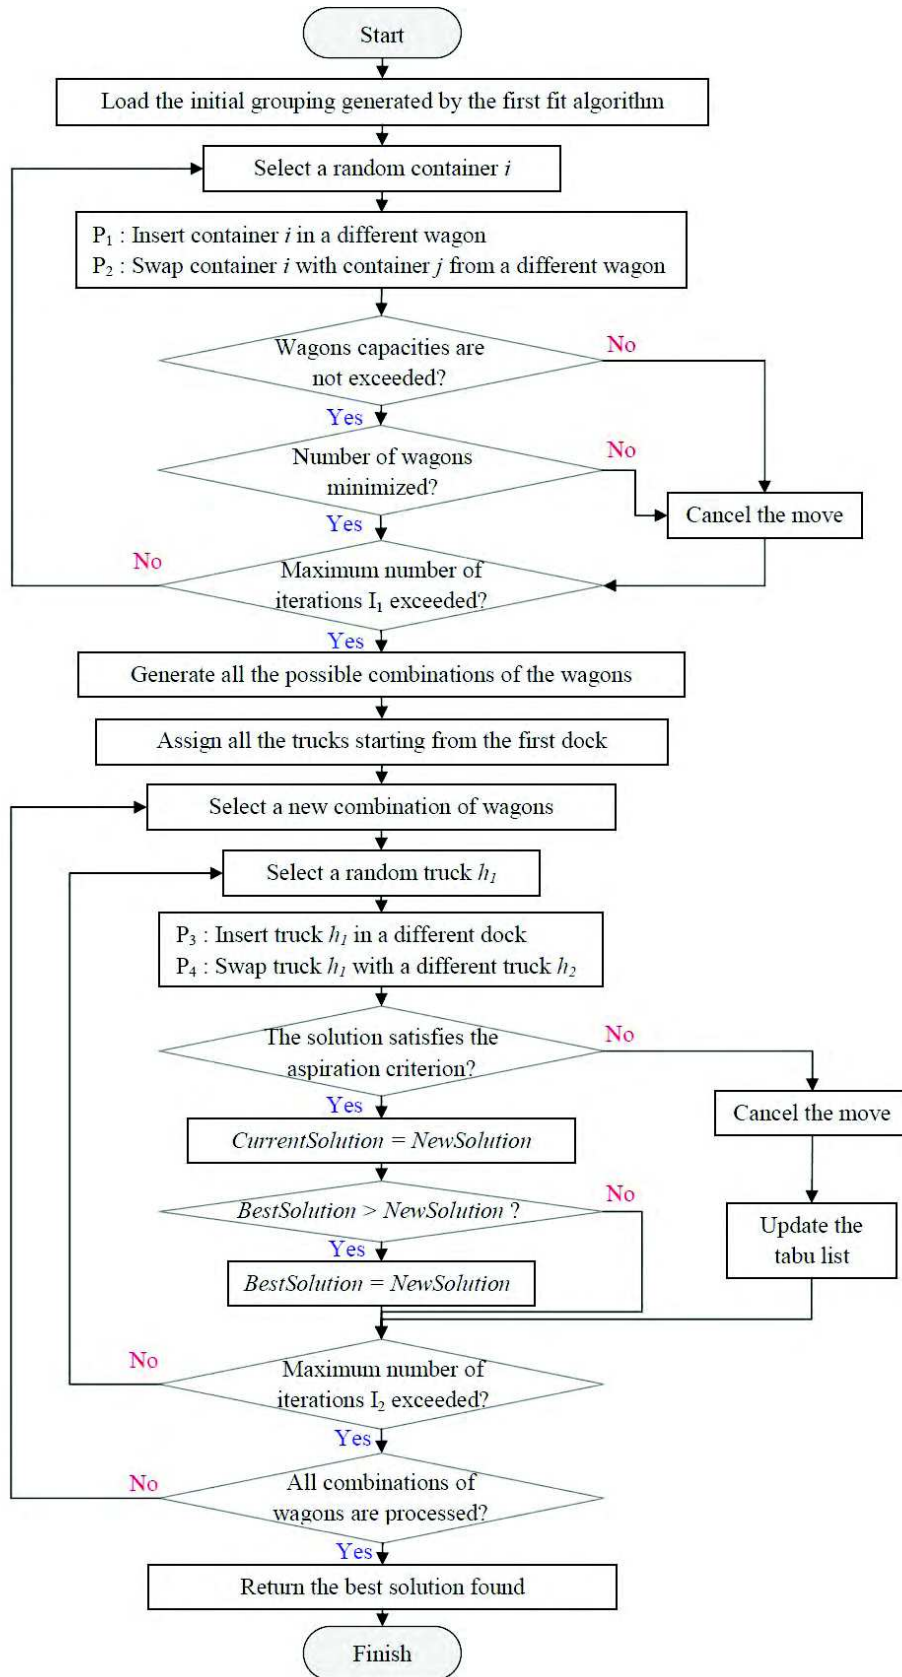 Start
Load the initial grouping generated by the first fit algorithm
Select a random container i
P₁ : Insert container i in a different wagon
P₂ : Swap container i with container j from a different wagon
Wagons capacities are
not exceeded?
No
Yes
Number of wagons
minimized?
No
Yes
Cancel the move
No
Maximum number of
iterations I₁ exceeded?
Yes
Generate all the possible combinations of the wagons
Assign all the trucks starting from the first dock
Select a new combination of wagons
Select a random truck h₁
P₃ : Insert truck h₁ in a different dock
P₄ : Swap truck h₁ with a different truck h₂
The solution satisfies the
aspiration criterion?
No
Yes
Cancel the move
CurrentSolution = NewSolution
BestSolution > NewSolution ?
No
Yes
Update the
tabu list
BestSolution = NewSolution
No
Maximum number of
iterations I₂ exceeded?
Yes
No
All combinations of
wagons are processed?
Yes
Return the best solution found
Finish